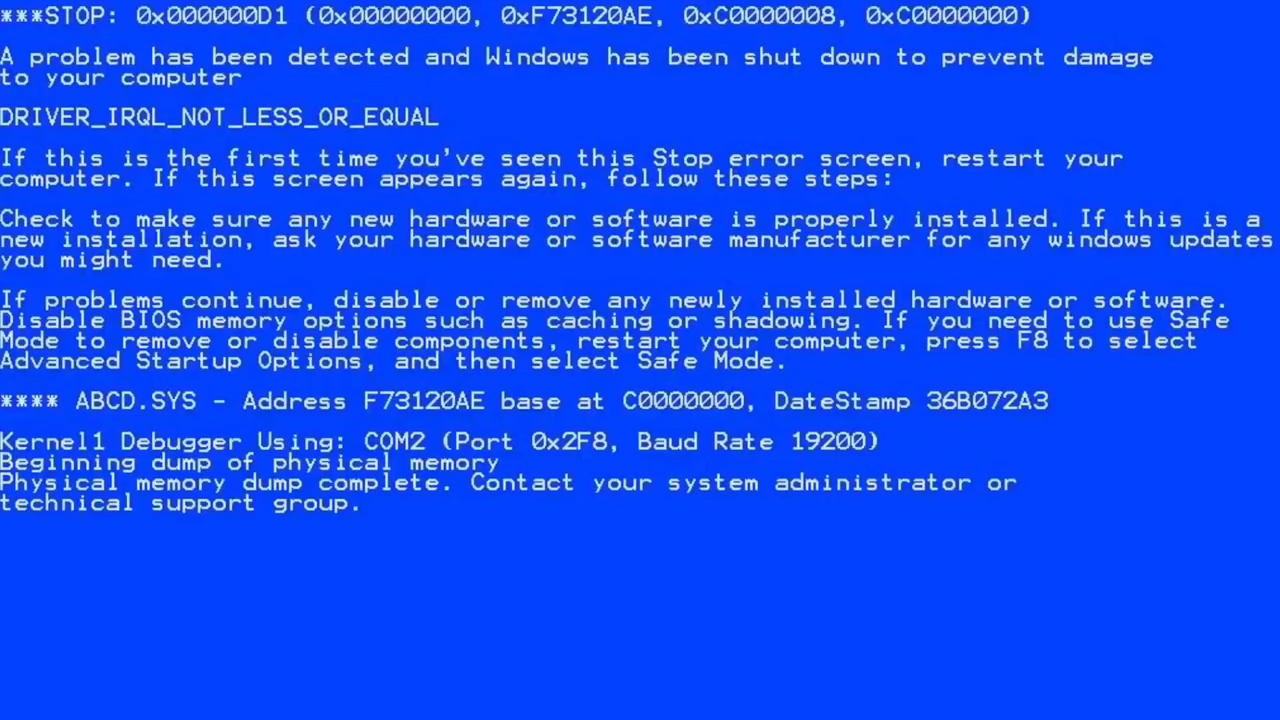 ***STOP: 0x000000D1 (0x00000000, 0xF73120AE, 0xC0000008, 0xC0000000)
A problem has been detected and Windows has been shut down to prevent damage
to your computer
DRIVER_IRQL_NOT_LESS_OR_EQUAL
If this is the first time you've seen this Stop error screen, restart your
computer. If this screen appears again, follow these steps:
Check to make sure any new hardware or software is properly installed. If this is a
new installation, ask your hardware or software manufacturer for any windows updates
you might need.
If problems continue, disable or remove any newly installed hardware or software.
Disable BIOS memory options such as caching or shadowing. If you need to use Safe
Mode to remove or disable components, restart your computer, press F8 to select
Advanced Startup Options, and then select Safe Mode.
**** ABCD.SYS - Address F73120AE base at C0000000, DateStamp 36B072A3
Kernel1 Debugger Using: COM2 (Port 0x2F8, Baud Rate 19200)
Beginning dump of physical memory
Physical memory dump complete. Contact your system administrator or
technical support group.